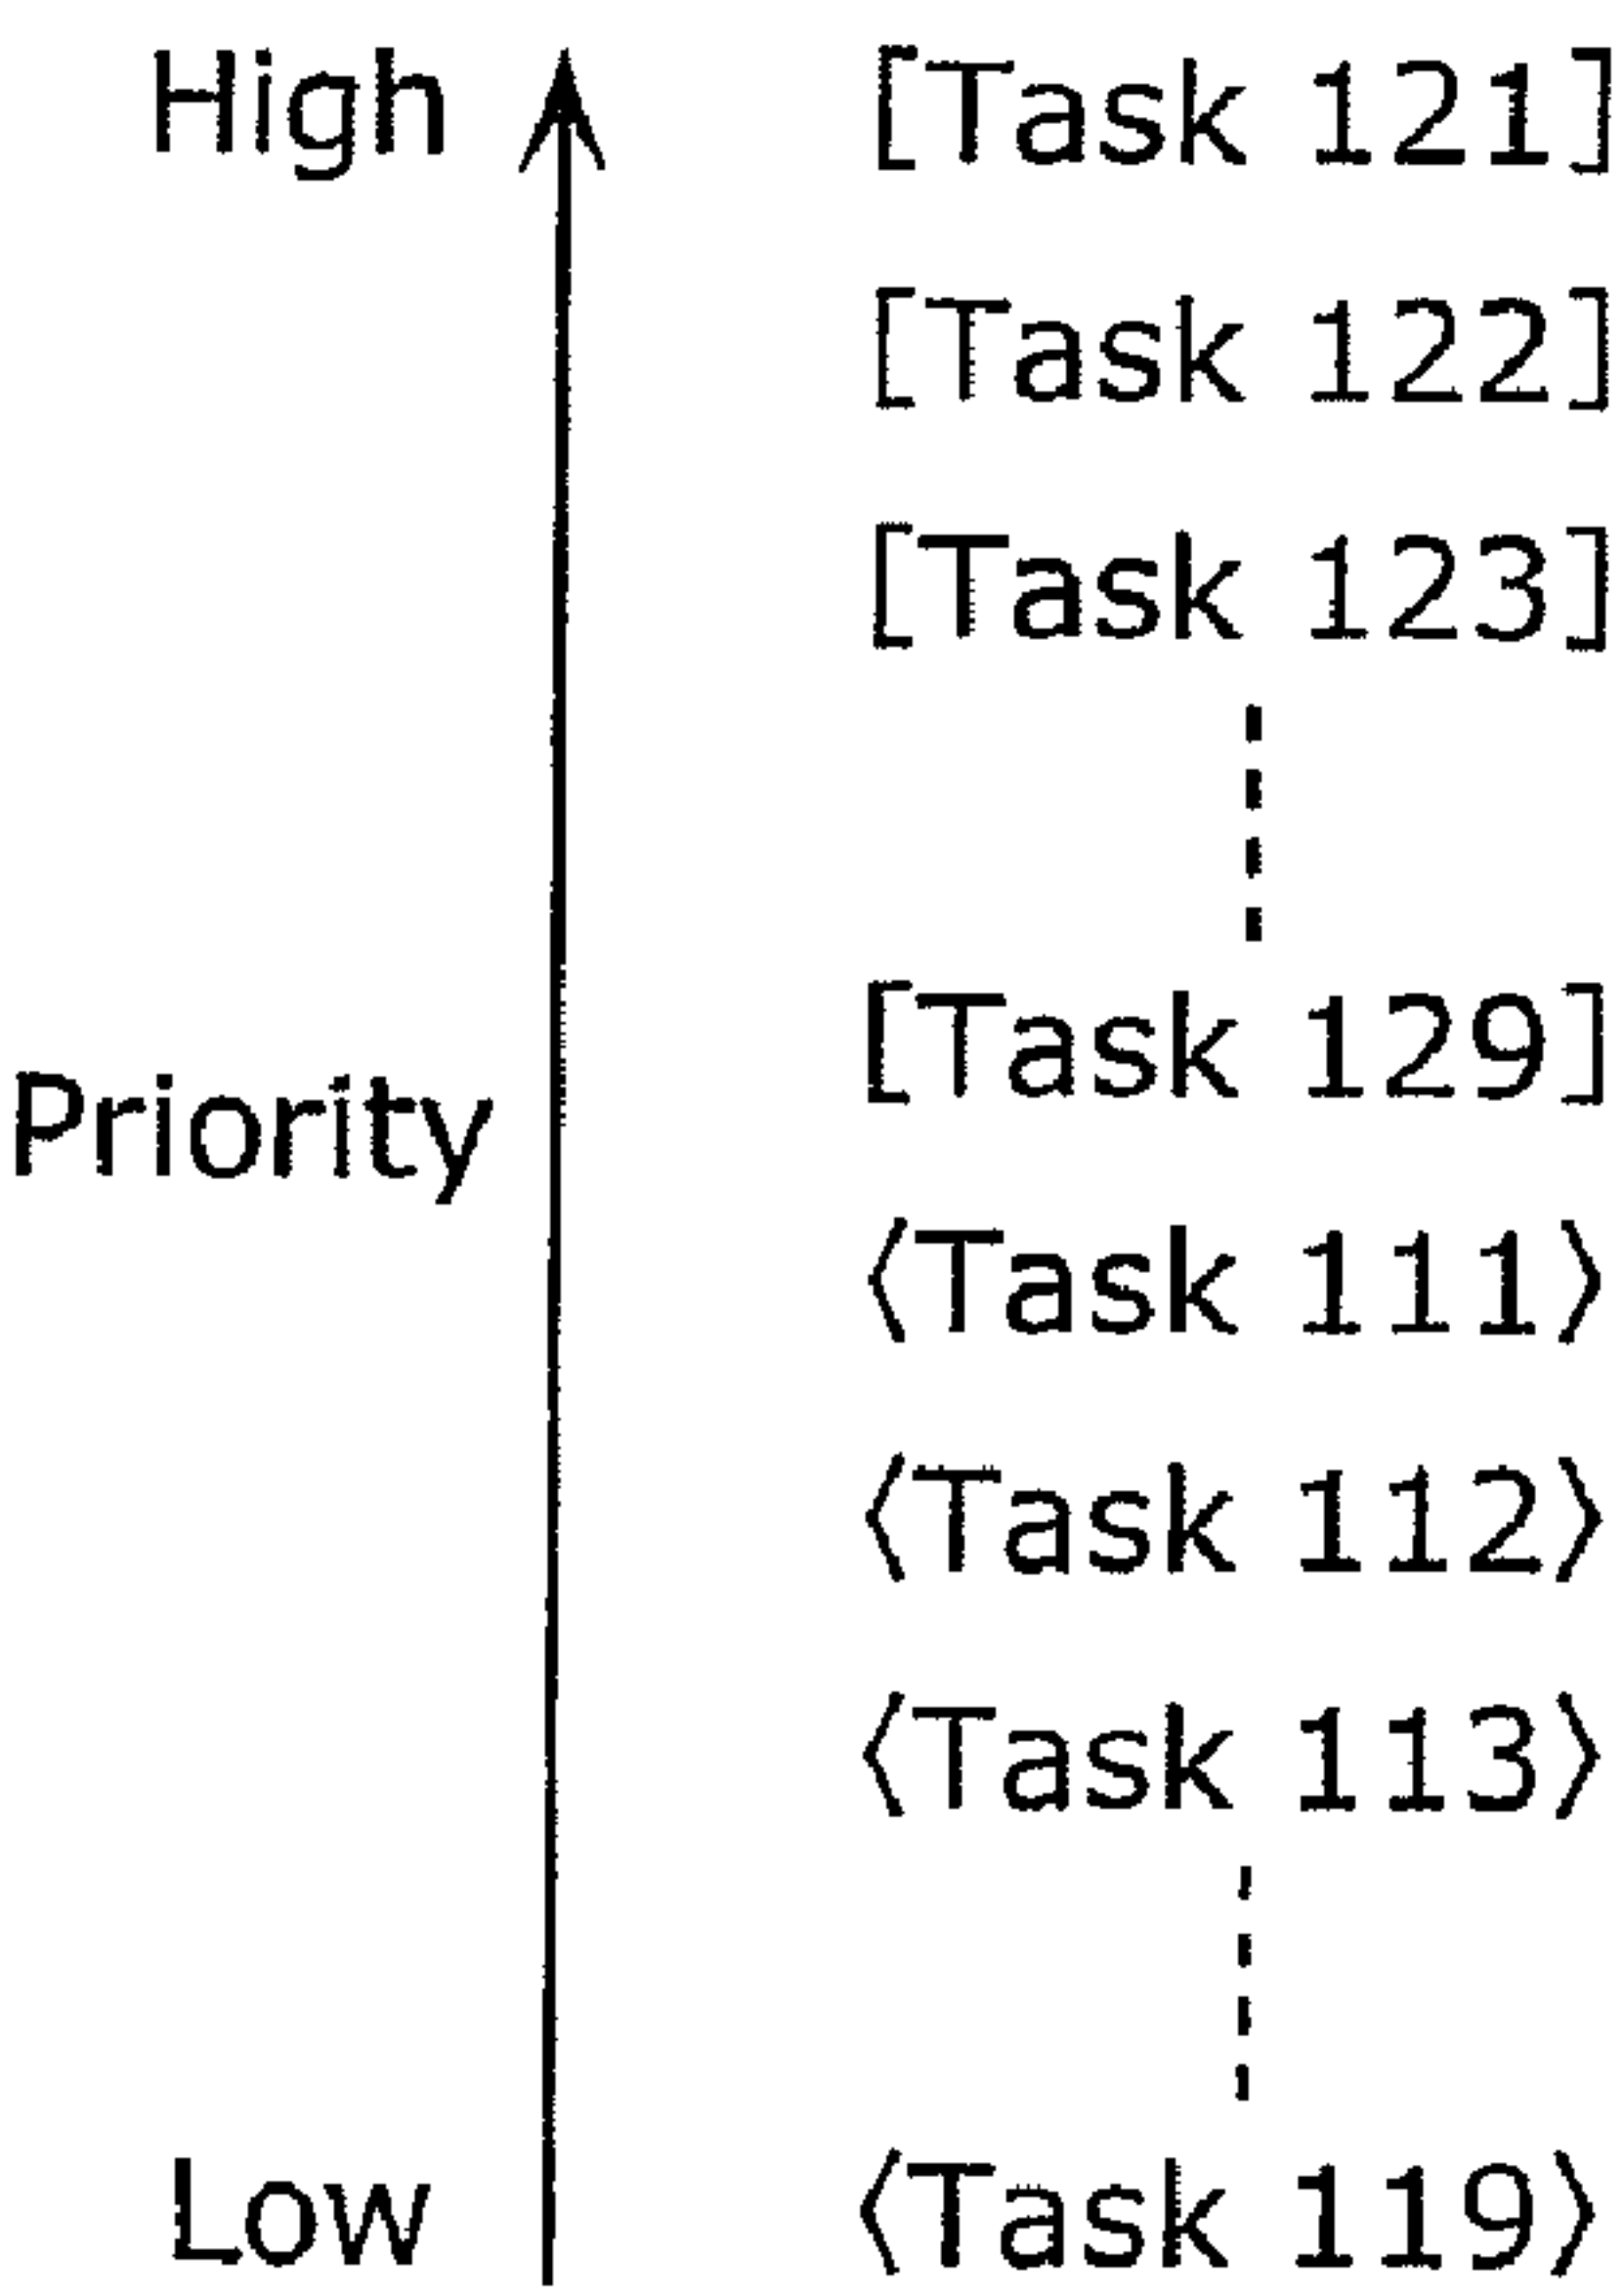 High [Task 121]
[Task 122]
[Task 123]
[Task 129]
Priority
⟨Task 111⟩
⟨Task 112⟩
⟨Task 113⟩
Low ⟨Task 119⟩